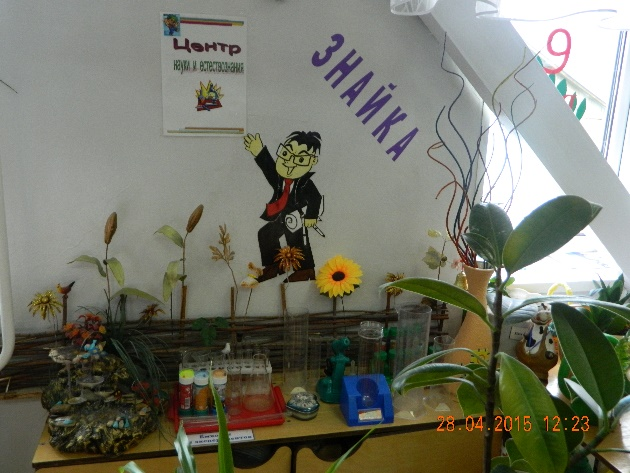 Центр
науки и естествознания
ЗНАЙКА
9
28.04.2015 12:23